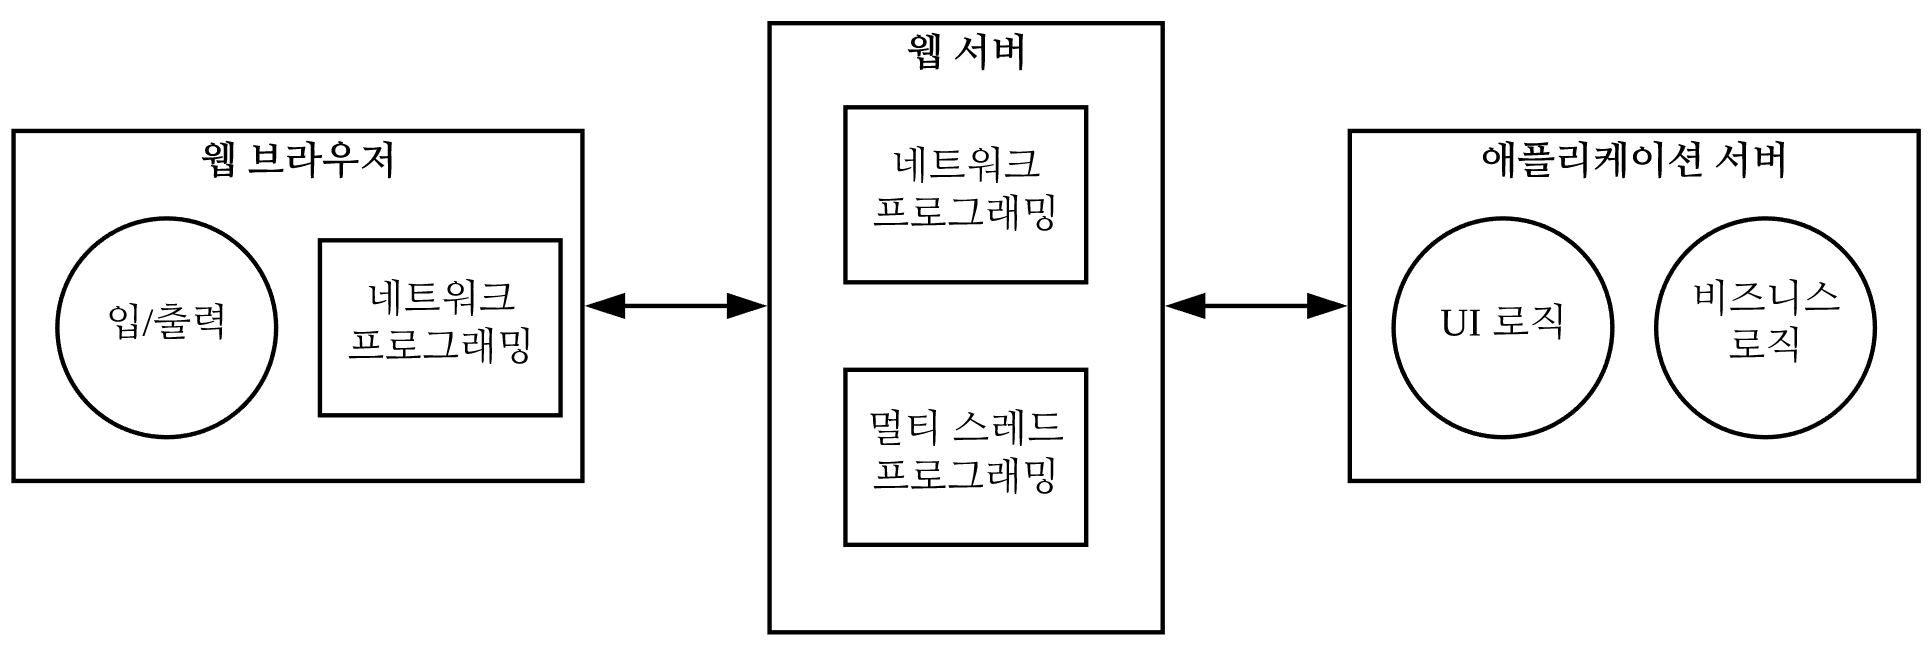 웹 브라우저
입/출력
네트워크
프로그래밍
웹 서버
네트워크
프로그래밍
멀티 스레드
프로그래밍
애플리케이션 서버
UI 로직
비즈니스
로직